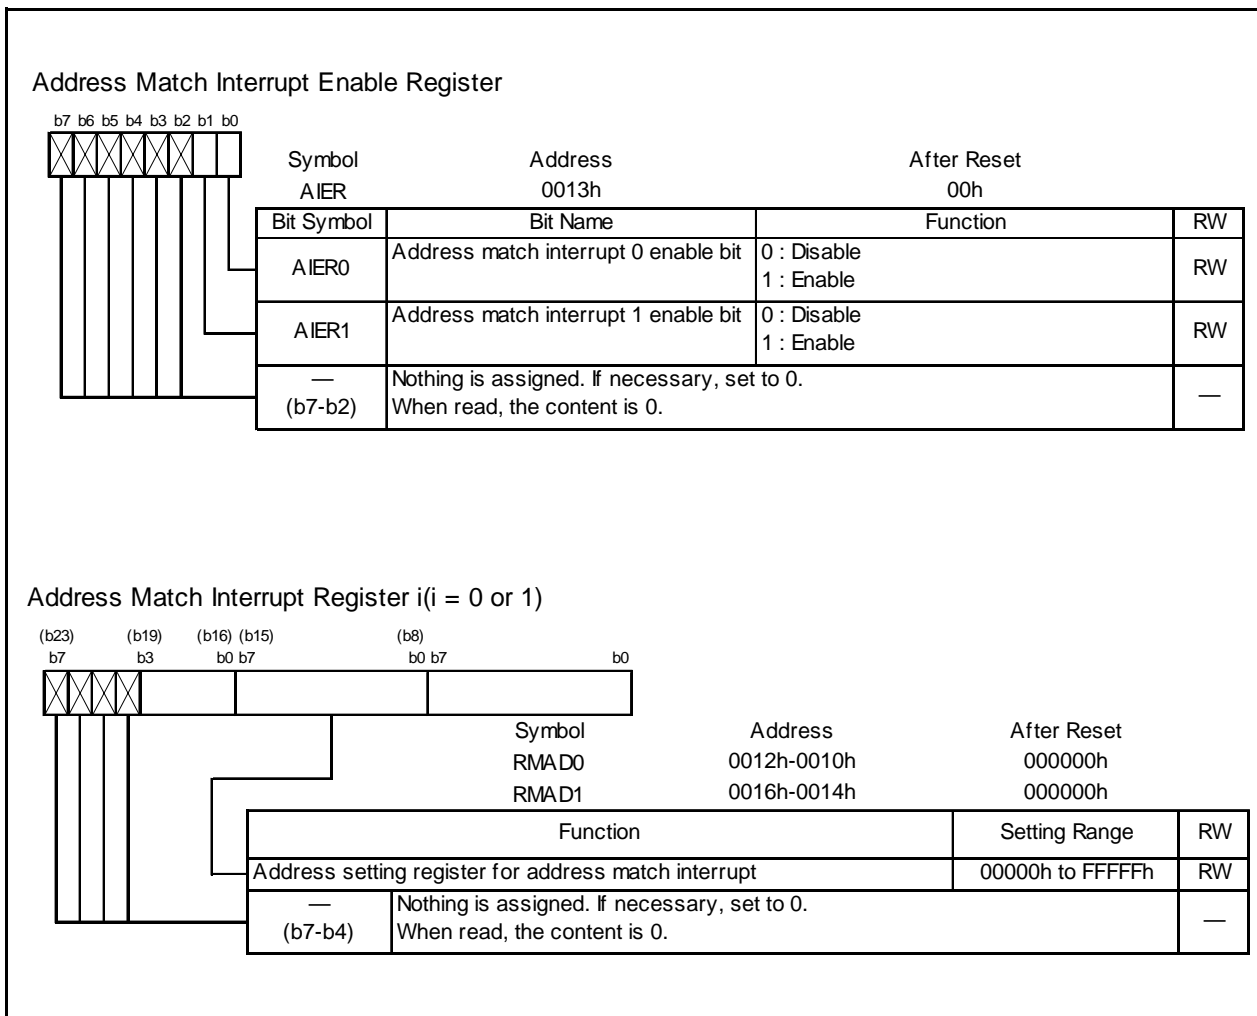 Address Match Interrupt Enable Register
b7 b6 b5 b4 b3 b2 b1 b0
Symbol Address After Reset
AIER 0013h 00h
Bit Symbol Bit Name Function RW
AIER0 Address match interrupt 0 enable bit 0 : Disable RW
1 : Enable
AIER1 Address match interrupt 1 enable bit 0 : Disable RW
1 : Enable
— Nothing is assigned. If necessary, set to 0. —
(b7-b2) When read, the content is 0.
Address Match Interrupt Register i(i = 0 or 1)
(b23) (b19) (b16) (b15) (b8)
b7 b3 b0 b7 b0 b7 b0
Symbol Address After Reset
RMAD0 0012h-0010h 000000h
RMAD1 0016h-0014h 000000h
Function Setting Range RW
Address setting register for address match interrupt 00000h to FFFFFh RW
— Nothing is assigned. If necessary, set to 0. —
(b7-b4) When read, the content is 0.